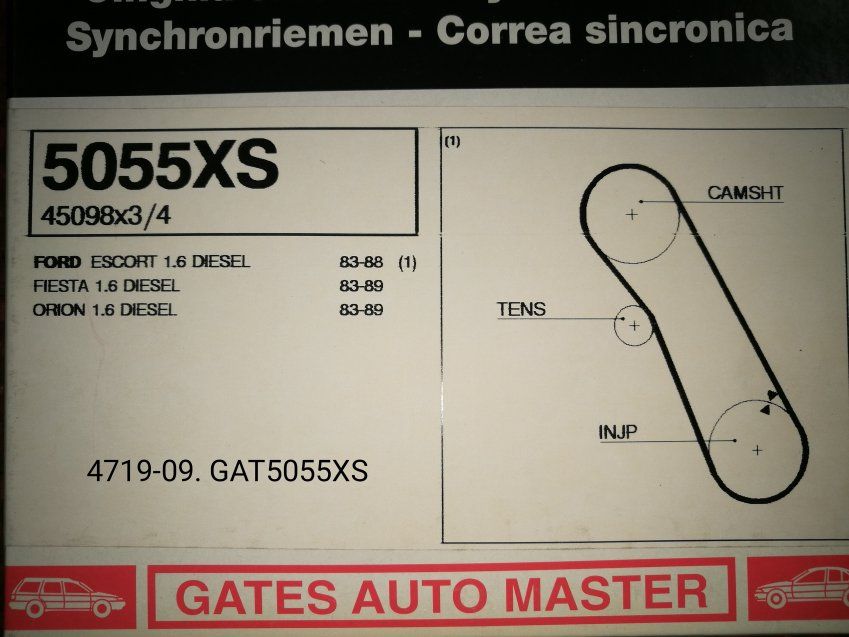 Synchronriemen - Correa sincronica
5055XS
45098x3/4
FORD ESCORT 1.6 DIESEL 83-88 (1)
FIESTA 1.6 DIESEL 83-89
ORION 1.6 DIESEL 83-89
4719-09. GAT5055XS
(1)
CAMSHT
TENS
INJP
GATES AUTO MASTER